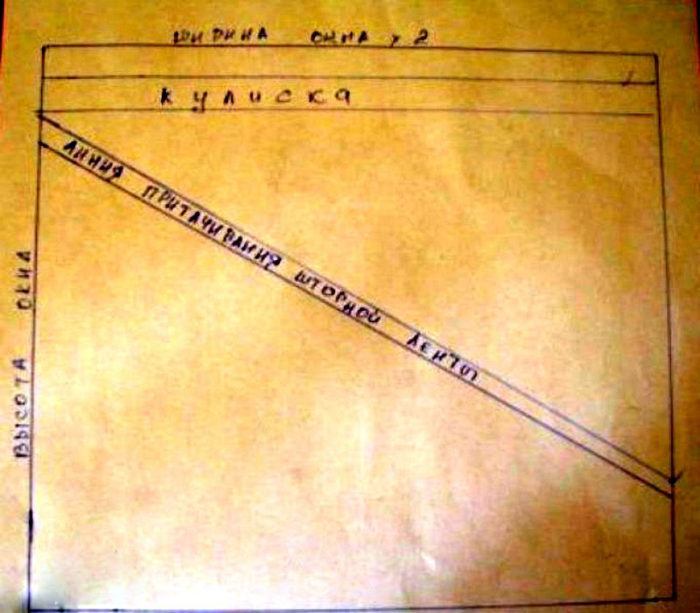 ШИРИНА ОКНА х 2
КУЛИСКА
ЛИНИЯ ПРИТАЧИВАНИЯ ШТОРНОЙ ЛЕНТЫ
ВЫСОТА ОКНА